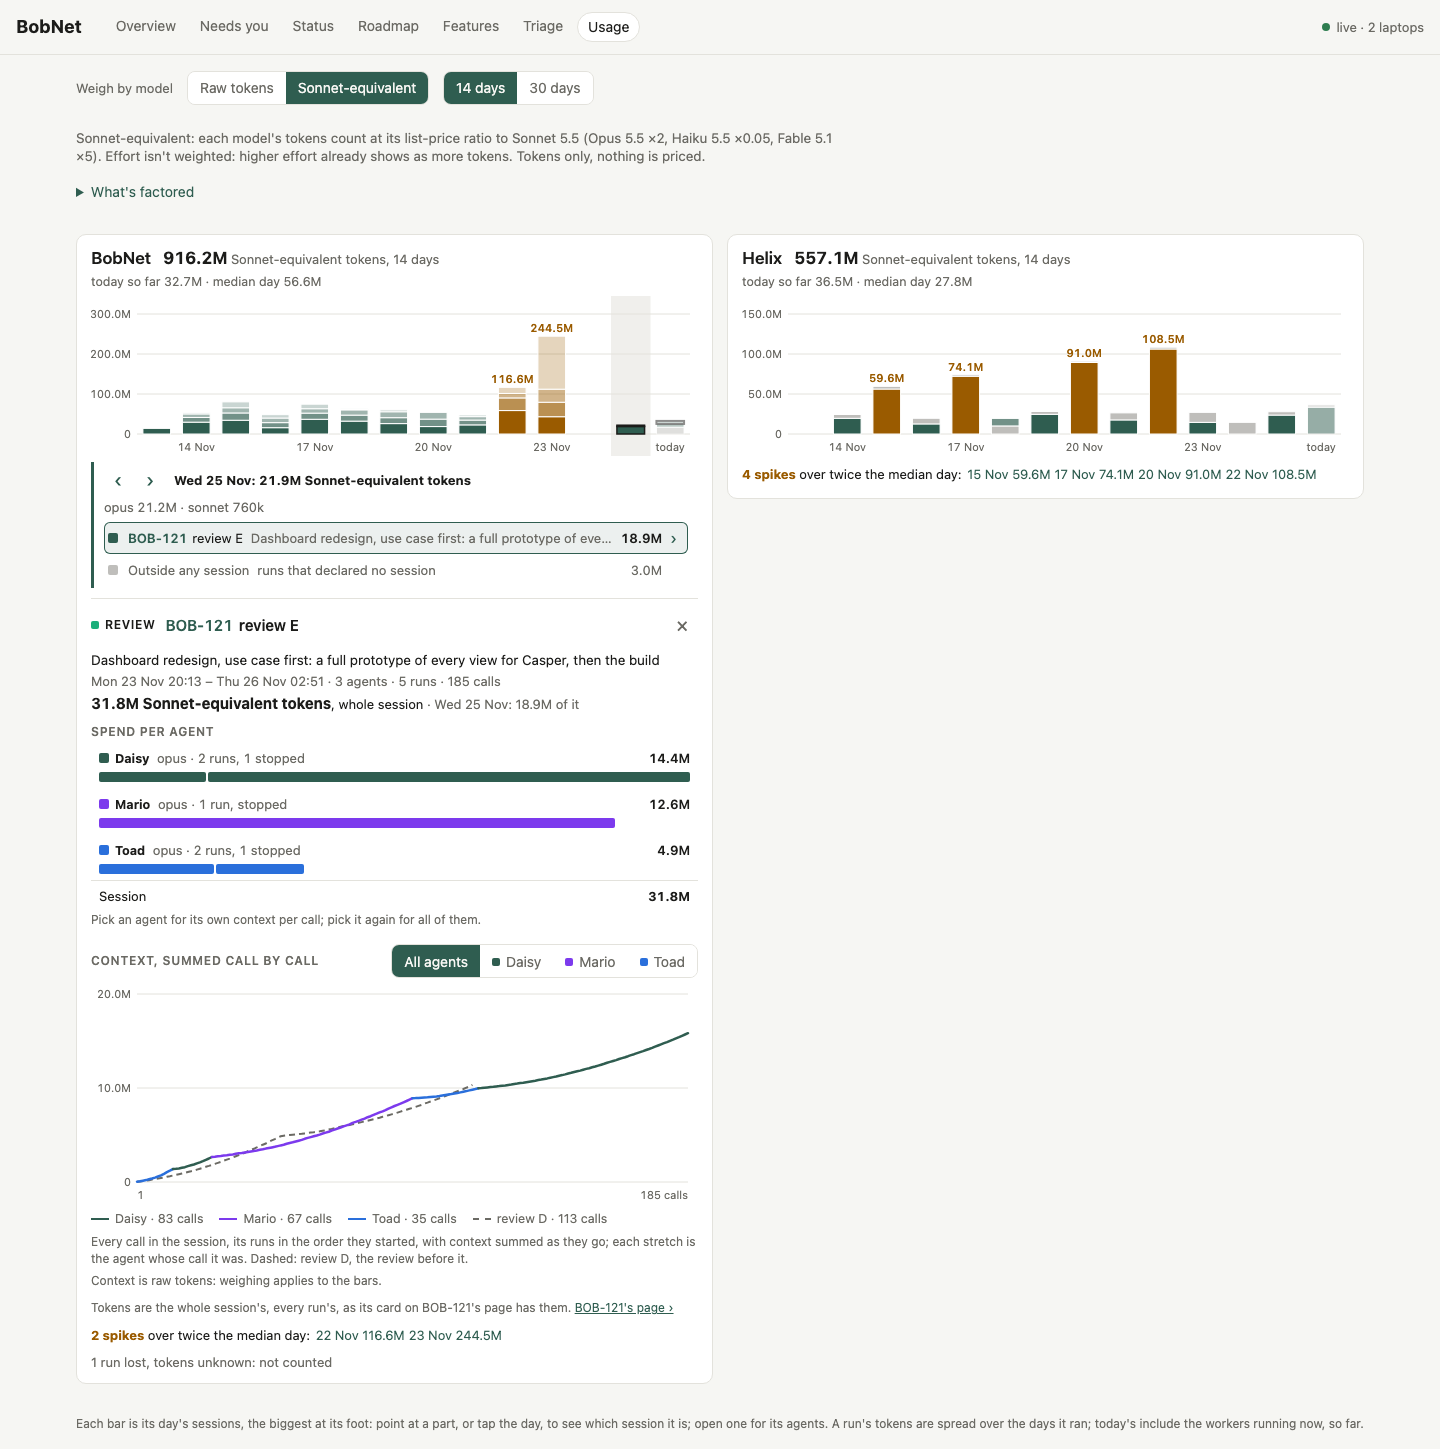 BobNet Overview Needs you Status Roadmap Features Triage Usage live · 2 laptops
Weigh by model Raw tokens Sonnet-equivalent 14 days 30 days
Sonnet-equivalent: each model's tokens count at its list-price ratio to Sonnet 5.5 (Opus 5.5 ×2, Haiku 5.5 ×0.05, Fable 5.1
×5). Effort isn't weighted: higher effort already shows as more tokens. Tokens only, nothing is priced.
▶ What's factored
BobNet 916.2M Sonnet-equivalent tokens, 14 days
today so far 32.7M · median day 56.6M
300.0M
200.0M
100.0M
0
116.6M
244.5M
14 Nov 17 Nov 20 Nov 23 Nov today
‹ › Wed 25 Nov: 21.9M Sonnet-equivalent tokens
opus 21.2M · sonnet 760k
BOB-121 review E Dashboard redesign, use case first: a full prototype of eve... 18.9M ›
Outside any session runs that declared no session 3.0M
REVIEW BOB-121 review E ×
Dashboard redesign, use case first: a full prototype of every view for Casper, then the build
Mon 23 Nov 20:13 – Thu 26 Nov 02:51 · 3 agents · 5 runs · 185 calls
31.8M Sonnet-equivalent tokens, whole session · Wed 25 Nov: 18.9M of it
SPEND PER AGENT
Daisy opus · 2 runs, 1 stopped 14.4M
Mario opus · 1 run, stopped 12.6M
Toad opus · 2 runs, 1 stopped 4.9M
Session 31.8M
Pick an agent for its own context per call; pick it again for all of them.
CONTEXT, SUMMED CALL BY CALL All agents Daisy Mario Toad
20.0M
10.0M
0
1 185 calls
Daisy · 83 calls Mario · 67 calls Toad · 35 calls review D · 113 calls
Every call in the session, its runs in the order they started, with context summed as they go; each stretch is
the agent whose call it was. Dashed: review D, the review before it.
Context is raw tokens: weighing applies to the bars.
Tokens are the whole session's, every run's, as its card on BOB-121's page has them. BOB-121's page ›
2 spikes over twice the median day: 22 Nov 116.6M 23 Nov 244.5M
1 run lost, tokens unknown: not counted
Helix 557.1M Sonnet-equivalent tokens, 14 days
today so far 36.5M · median day 27.8M
150.0M
100.0M
50.0M
0
59.6M
74.1M
91.0M
108.5M
14 Nov 17 Nov 20 Nov 23 Nov today
4 spikes over twice the median day: 15 Nov 59.6M 17 Nov 74.1M 20 Nov 91.0M 22 Nov 108.5M
Each bar is its day's sessions, the biggest at its foot: point at a part, or tap the day, to see which session it is; open one for its agents. A run's tokens are spread over the days it ran; today's include the workers running now, so far.